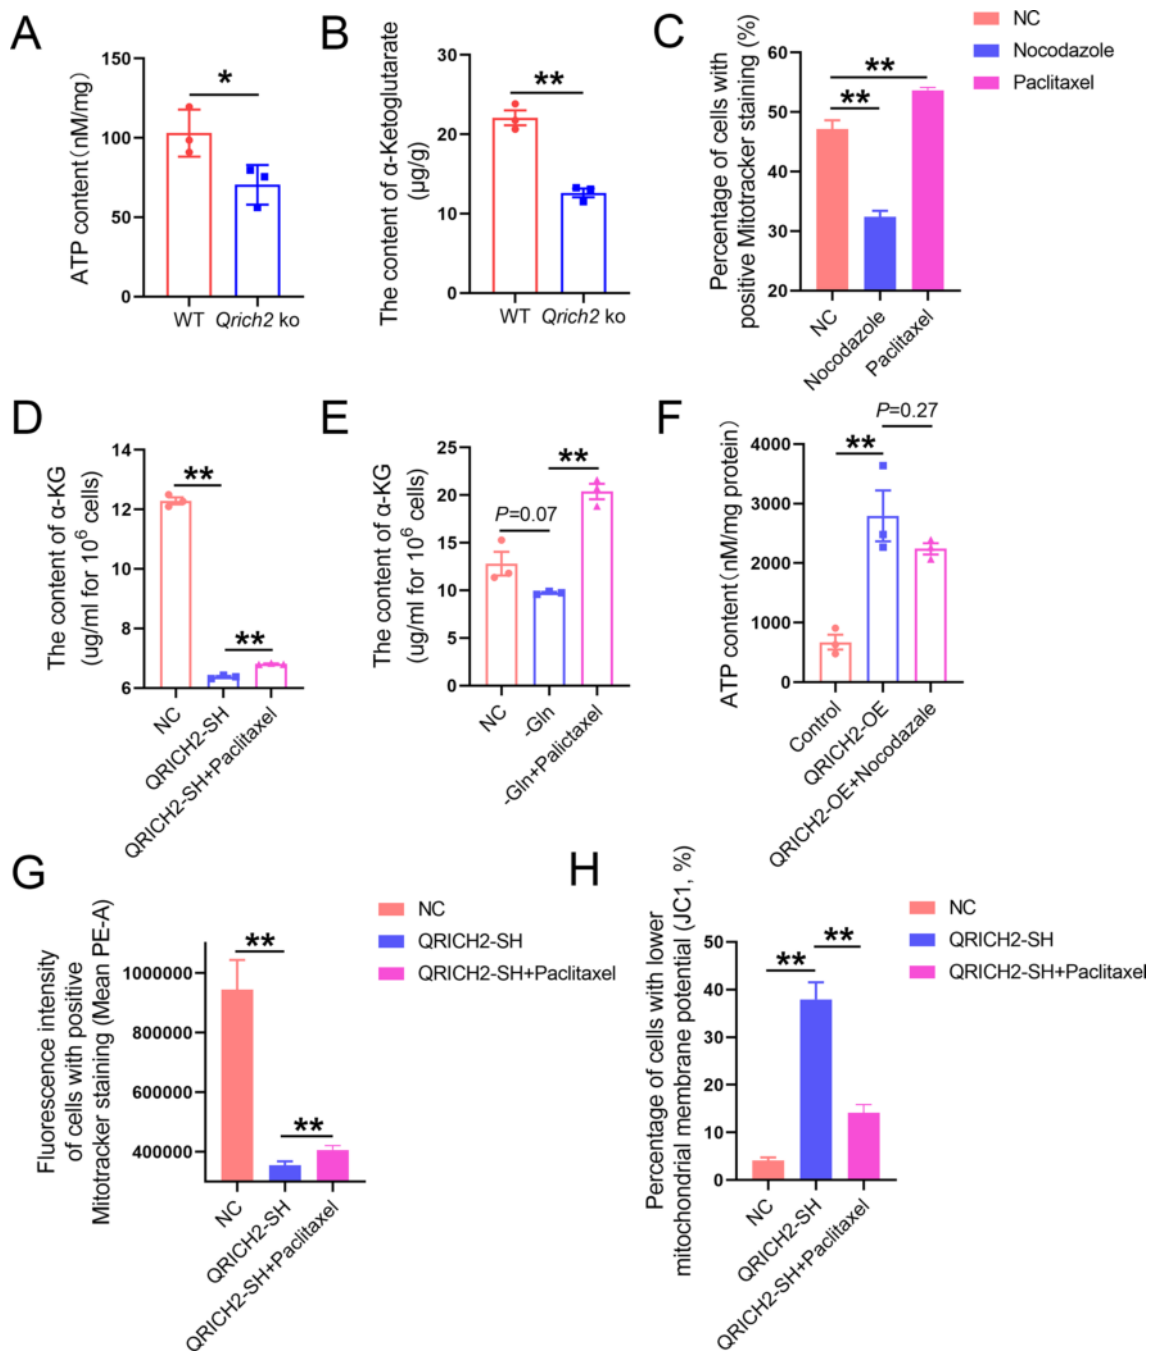 A
ATP content(nM/mg)
150
100
50
0
*
WT
Qrich2 ko
B
The content of α-Ketoglutarate
(μg/g)
30
20
10
0
**
WT
Qrich2 ko
C
Percentage of cells with
positive Mitotracker staining (%)
60
50
40
30
20
**
**
NC
Nocodazole
Paclitaxel
NC
Nocodazole
Paclitaxel
D
The content of α-KG
(ug/ml for 10⁶ cells)
14
12
10
8
6
**
**
NC
QRICH2-SH
QRICH2-SH+Paclitaxel
E
The content of α-KG
(ug/ml for 10⁶ cells)
25
20
15
10
5
0
P=0.07
**
NC
-Gln
-Gln+Palictaxel
F
ATP content(nM/mg protein)
4000
3000
2000
1000
0
**
P=0.27
Control
QRICH2-OE
QRICH2-OE+Nocodazale
G
Fluorescence intensity
of cells with positive
Mitotracker staining (Mean PE-A)
1000000
800000
600000
400000
**
**
NC
QRICH2-SH
QRICH2-SH+Paclitaxel
NC
QRICH2-SH
QRICH2-SH+Paclitaxel
H
Percentage of cells with lower
mitochondrial membrane potential (JC1, %)
50
40
30
20
10
0
**
**
NC
QRICH2-SH
QRICH2-SH+Paclitaxel
NC
QRICH2-SH
QRICH2-SH+Paclitaxel